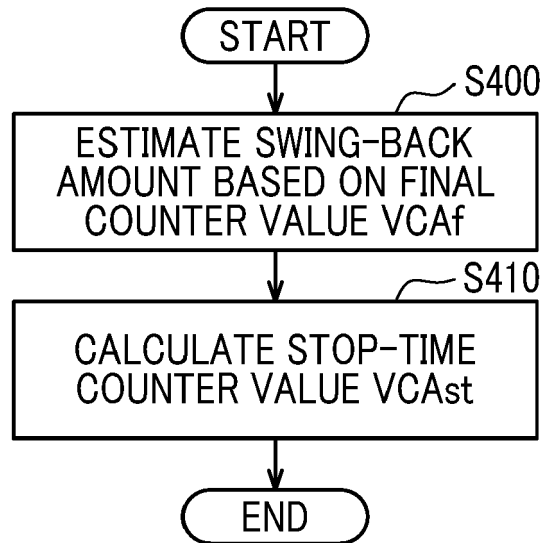 START
S400
ESTIMATE SWING-BACK
AMOUNT BASED ON FINAL
COUNTER VALUE VCAf
S410
CALCULATE STOP-TIME
COUNTER VALUE VCAst
END